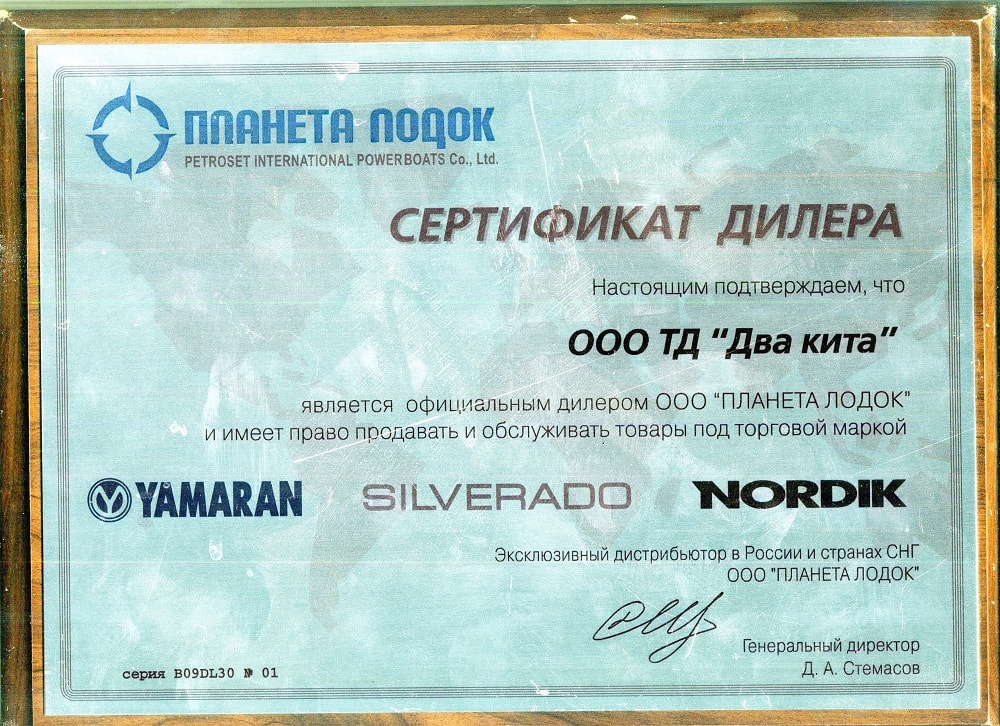 ПЛАНЕТА ЛОДОК
PETROSET INTERNATIONAL POWERBOATS Co., Ltd.
СЕРТИФИКАТ ДИЛЕРА
Настоящим подтверждаем, что
ООО ТД "Два кита"
является официальным дилером ООО "ПЛАНЕТА ЛОДОК"
и имеет право продавать и обслуживать товары под торговой маркой
YAMARAN SILVERADO NORDIK
Эксклюзивный дистрибьютор в России и странах СНГ
ООО "ПЛАНЕТА ЛОДОК"
Генеральный директор
Д. А. Стемасов
серия B09DL30 № 01